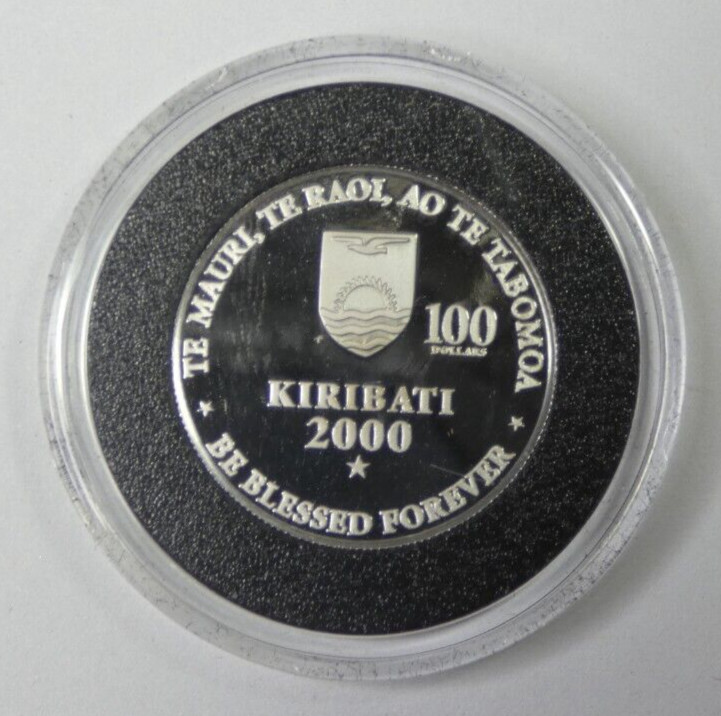 TE MAURI, TE RAOI, AO TE TABOMOA
100
DOLLARS
KIRIBATI
2000
BE BLESSED FOREVER